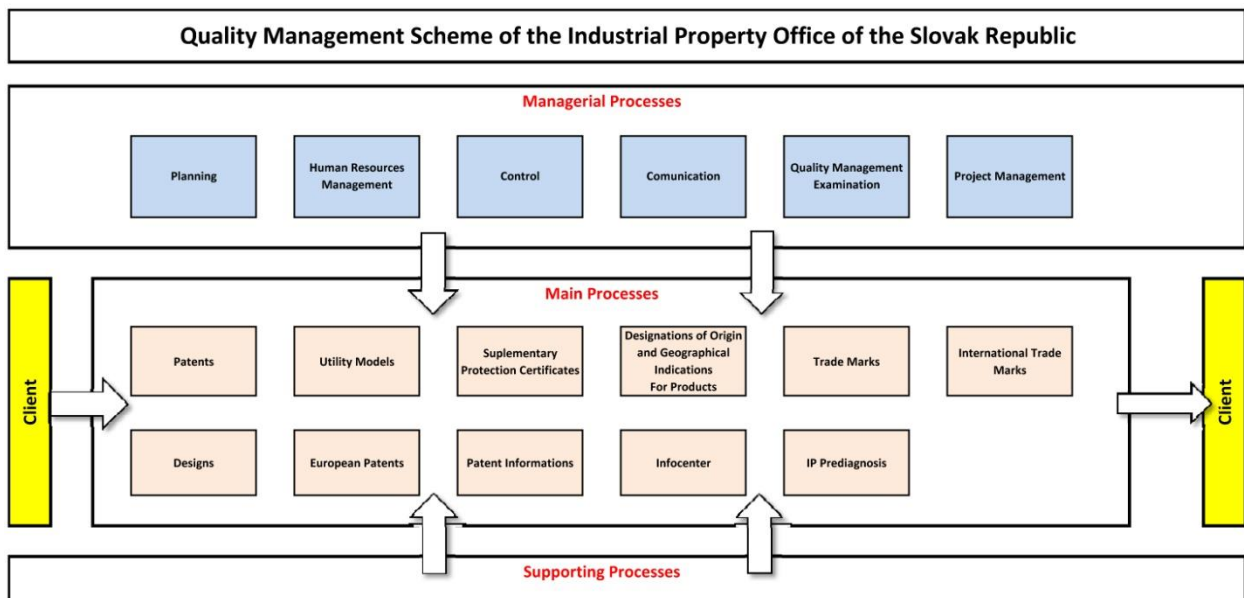 Quality Management Scheme of the Industrial Property Office of the Slovak Republic
Managerial Processes
Planning
Human Resources
Management
Control
Comunication
Quality Management
Examination
Project Management
Client
Main Processes
Patents
Utility Models
Suplementary
Protection Certificates
Designations of Origin
and Geographical
Indications
For Products
Trade Marks
International Trade
Marks
Designs
European Patents
Patent Informations
Infocenter
IP Prediagnosis
Client
Supporting Processes